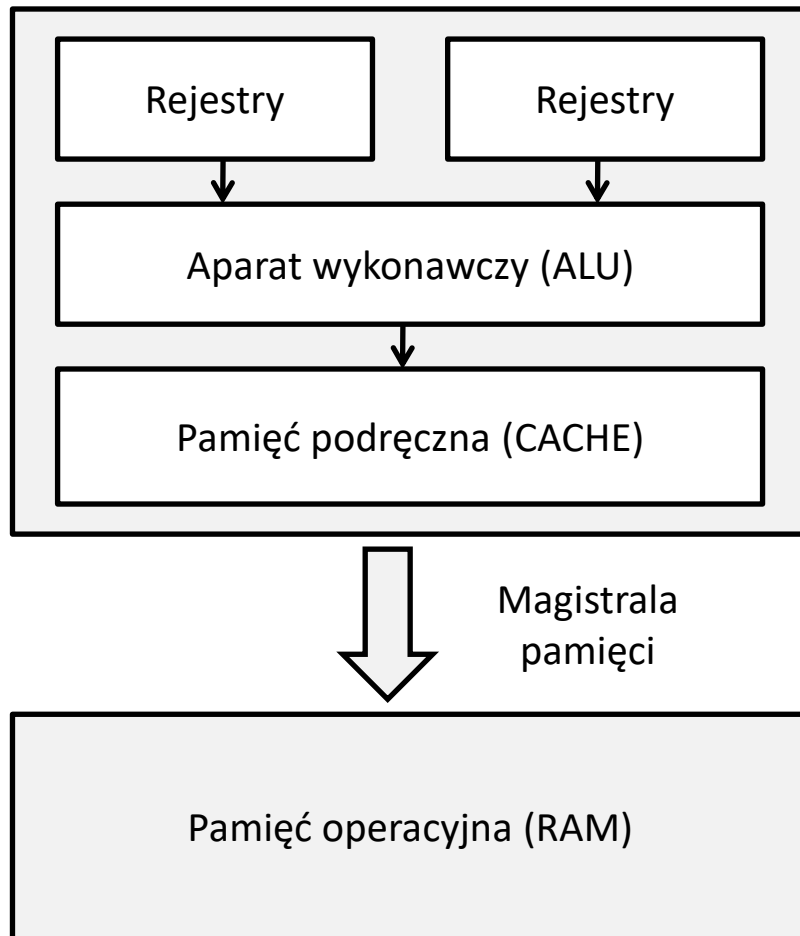 Rejestry
Rejestry
Aparat wykonawczy (ALU)
Pamięć podręczna (CACHE)
Magistrala
pamięci
Pamięć operacyjna (RAM)